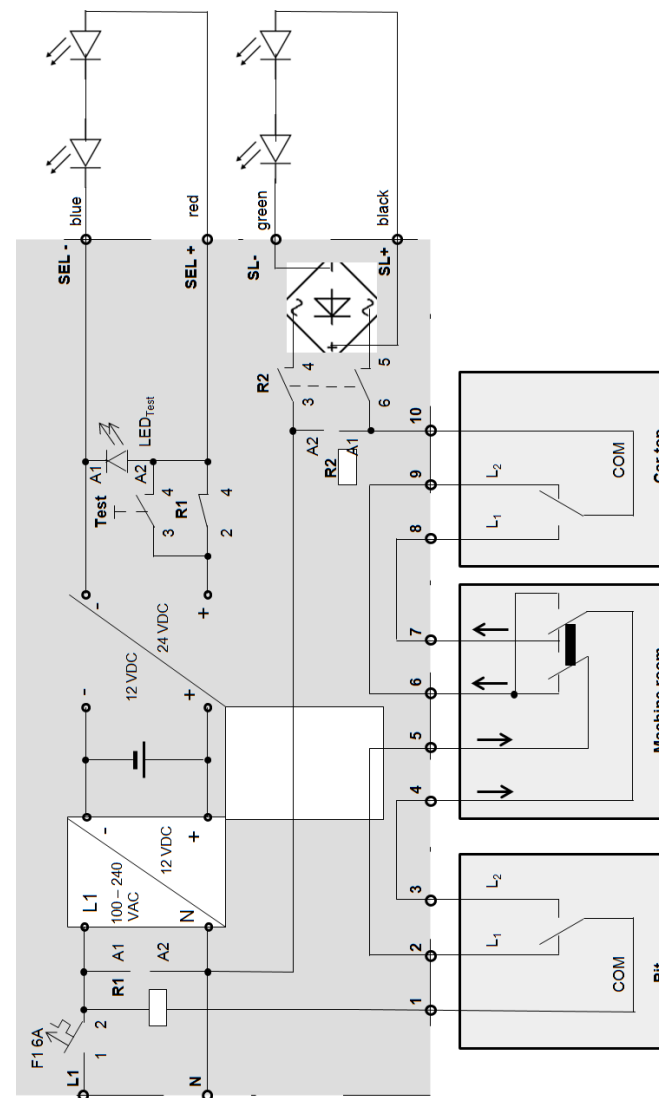 blue
red
green
black
SEL -
SEL +
SL-
SL+
LED Test
A1
A2
Test
3
4
R1
2
4
R2
3
4
5
6
A2
A1
R2
-
+
24 VDC
12 VDC
-
+
-
+
12 VDC
L1
100 – 240
VAC
N
R1
A1
A2
F1 6A
1
2
L1
N
10
9
8
7
6
5
4
3
2
1
L2
L1
COM
Car top
Machine room
L2
L1
COM
Pit